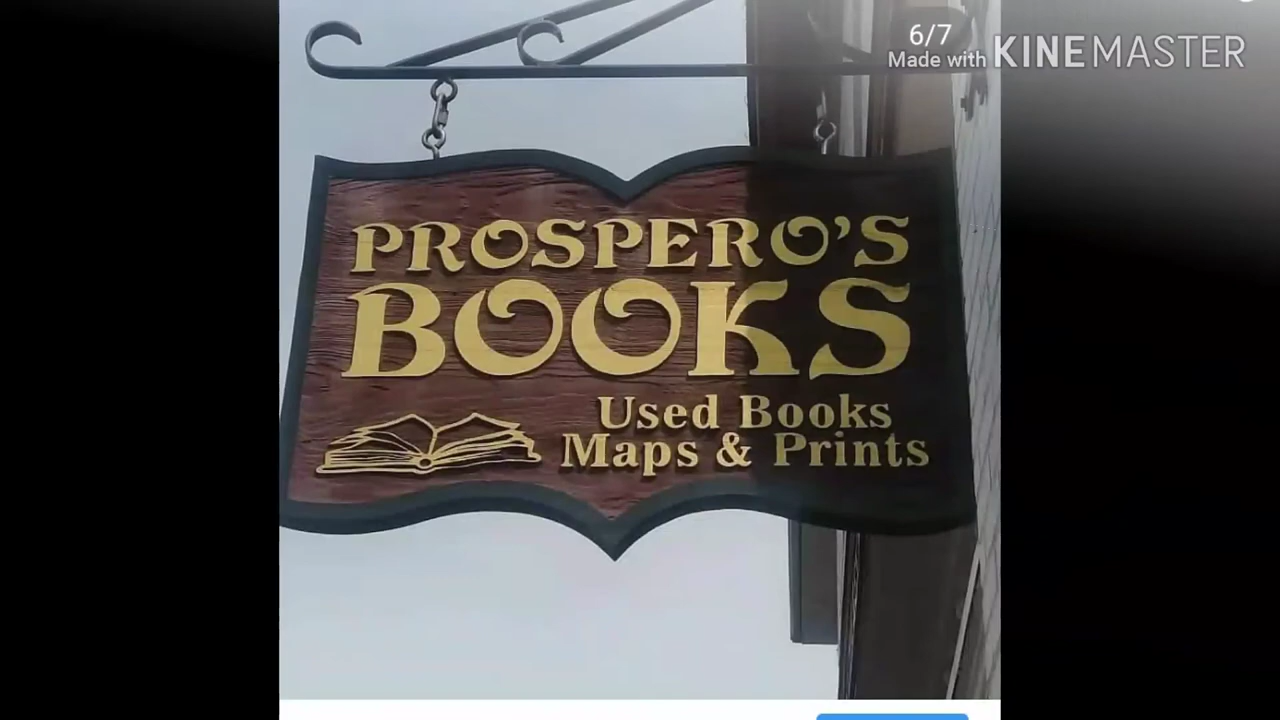 6/7
Made with KINEMASTER
PROSPERO'S
BOOKS
Used Books
Maps & Prints